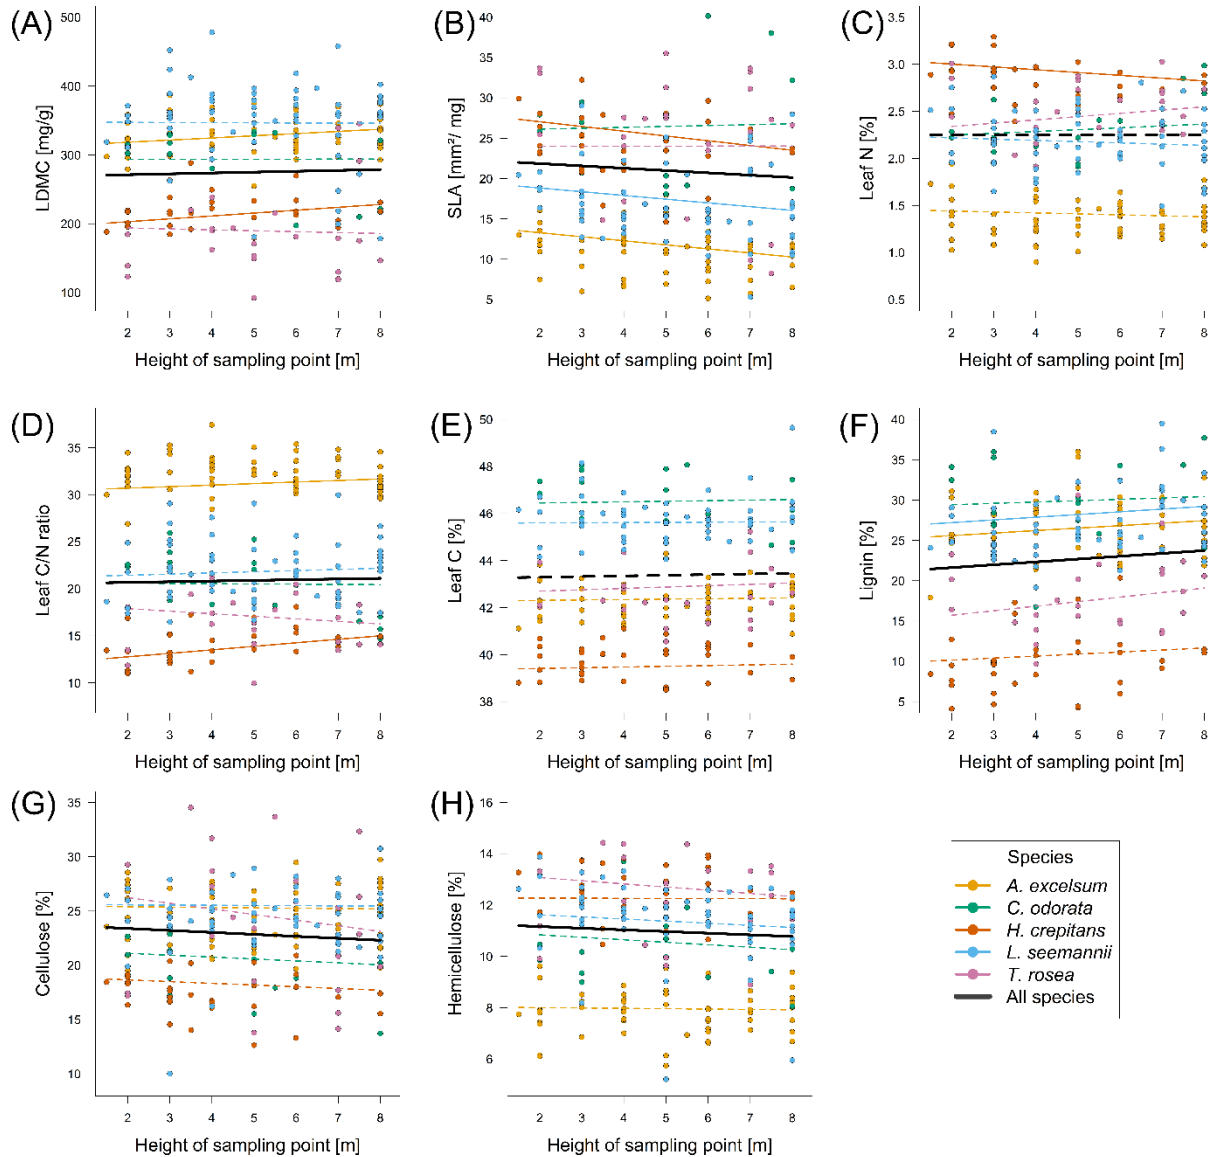 (A)
500
400
300
200
100
LDMC [mg/g]
2 3 4 5 6 7 8
Height of sampling point [m]
(B)
40
35
30
25
20
15
10
5
SLA [mm²/ mg]
2 3 4 5 6 7 8
Height of sampling point [m]
(C)
3.5
3.0
2.5
2.0
1.5
1.0
0.5
Leaf N [%]
2 3 4 5 6 7 8
Height of sampling point [m]
(D)
35
30
25
20
15
10
Leaf C/N ratio
2 3 4 5 6 7 8
Height of sampling point [m]
(E)
50
48
46
44
42
40
38
Leaf C [%]
2 3 4 5 6 7 8
Height of sampling point [m]
(F)
40
35
30
25
20
15
10
5
Lignin [%]
2 3 4 5 6 7 8
Height of sampling point [m]
(G)
35
30
25
20
15
10
Cellulose [%]
2 3 4 5 6 7 8
Height of sampling point [m]
(H)
16
14
12
10
8
6
Hemicellulose [%]
2 3 4 5 6 7 8
Height of sampling point [m]
Species
A. excelsum
C. odorata
H. crepitans
L. seemannii
T. rosea
All species